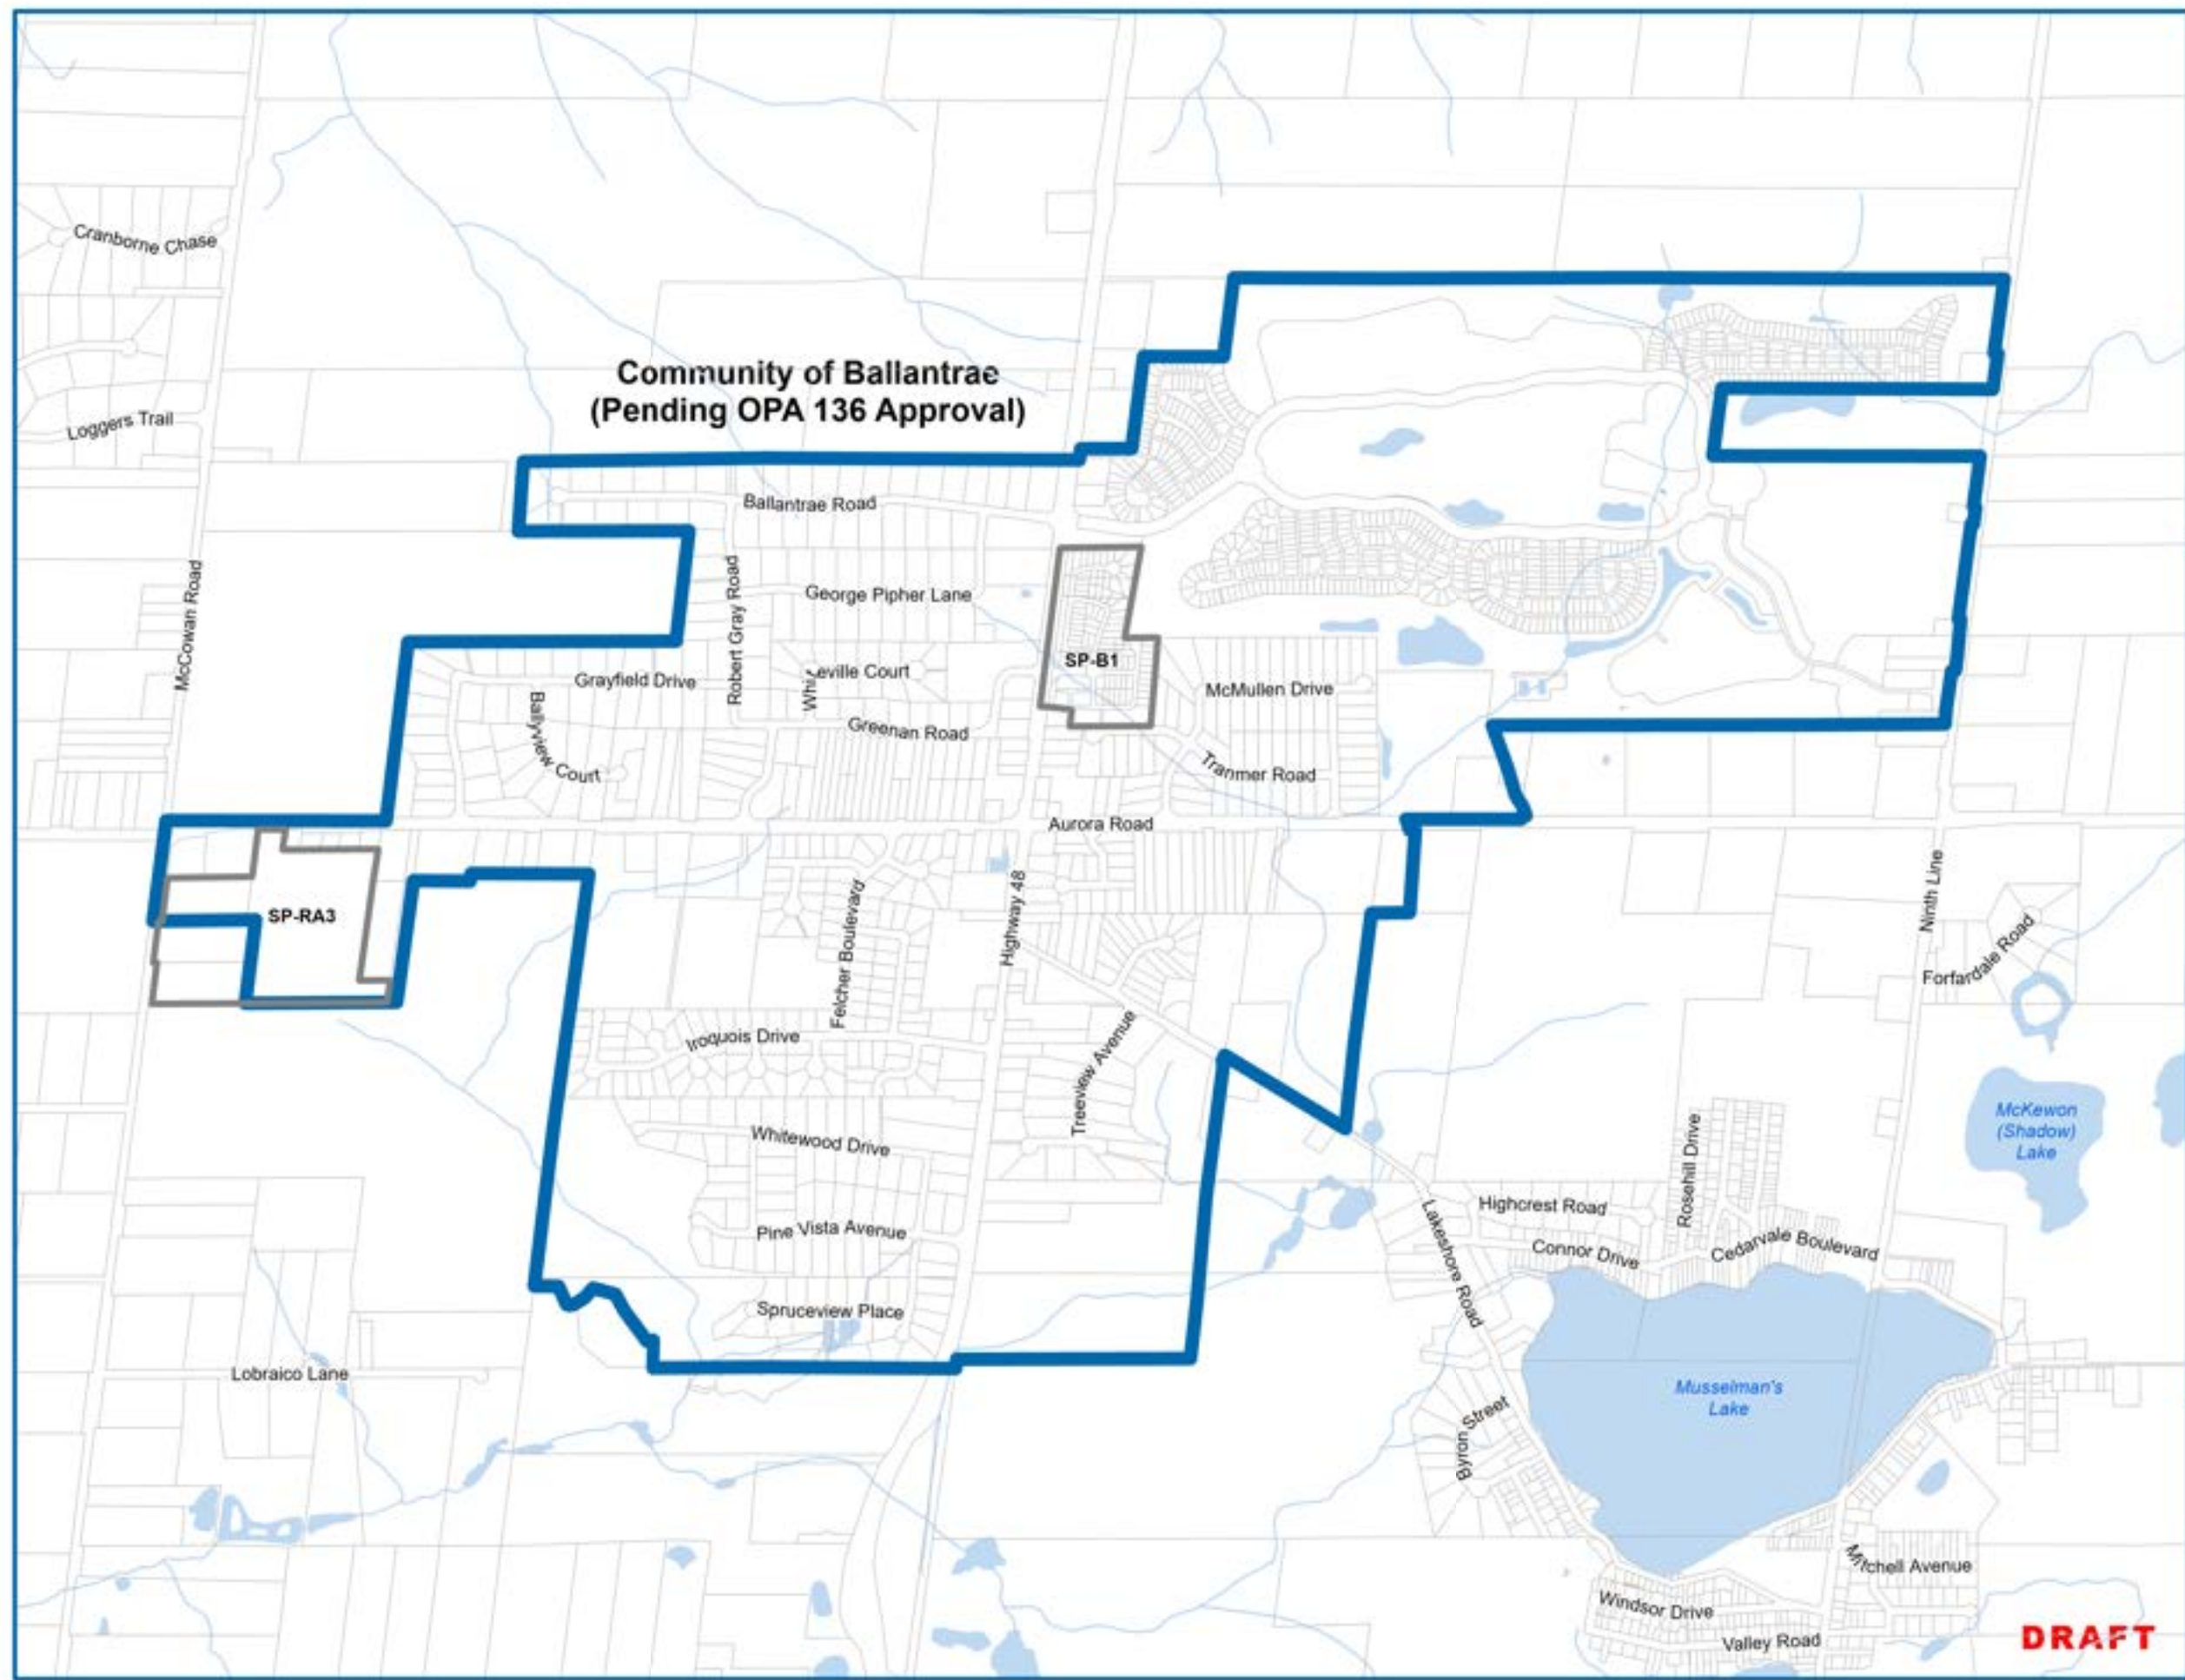 Cranborne Chase
Community of Ballantrae
(Pending OPA 136 Approval)
Loggers Trail
Ballantrae Road
McCowan Road
Robert Gray Road
George Pipher Lane
SP-B1
Grayfield Drive
eville Court
McMullen Drive
Ballyview Court
Greenan Road
Tranmer Road
Aurora Road
SP-RA3
Felcher Boulevard
Highway 48
Ninth Line
Forfardale Road
Iroquois Drive
Treeview Avenue
McKewon
(Shadow)
Lake
Whitewood Drive
Rosehill Drive
Highcrest Road
Pine Vista Avenue
Lakeshore Road
Connor Drive
Cedarvale Boulevard
Spruceview Place
Lobraico Lane
Musselman's
Lake
Byron Street
Mitchell Avenue
Windsor Drive
Valley Road
DRAFT